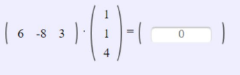 ( 6 -8 3 ) · ( 1 1 4 ) = ( 0 )